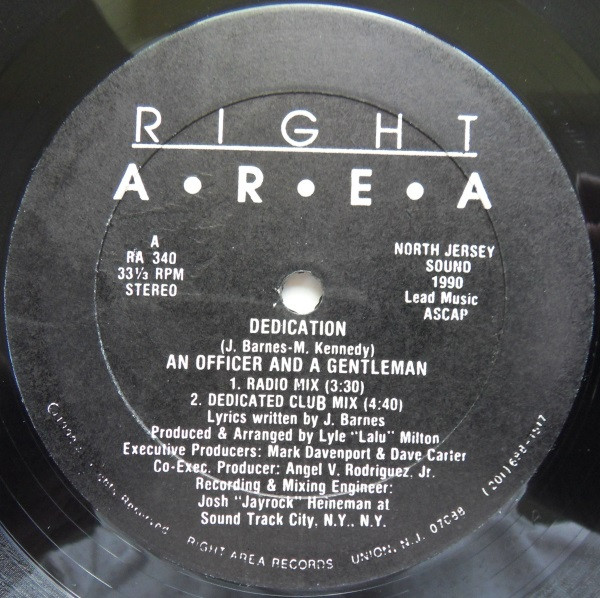 RIGHT
A•R•E•A
A
RA 340
33⅓ RPM
STEREO
NORTH JERSEY
SOUND
1990
Lead Music
ASCAP
DEDICATION
(J. Barnes-M. Kennedy)
AN OFFICER AND A GENTLEMAN
1. RADIO MIX (3:30)
2. DEDICATED CLUB MIX (4:40)
Lyrics written by J. Barnes
Produced & Arranged by Lyle "Lalu" Milton
Executive Producers: Mark Davenport & Dave Carter
Co-Exec. Producer: Angel V. Rodriguez, Jr.
Recording & Mixing Engineer:
Josh "Jayrock" Heineman at
Sound Track City, N.Y., N.Y.
Reserved RIGHT AREA RECORDS UNION, N.J. 07088